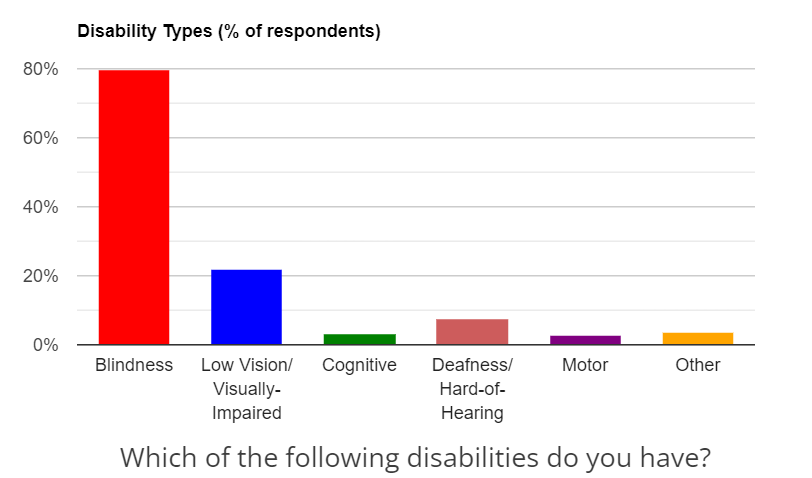 Disability Types (% of respondents)
80%
60%
40%
20%
0%
Blindness
Low Vision/
Visually-
Impaired
Cognitive
Deafness/
Hard-of-
Hearing
Motor
Other
Which of the following disabilities do you have?